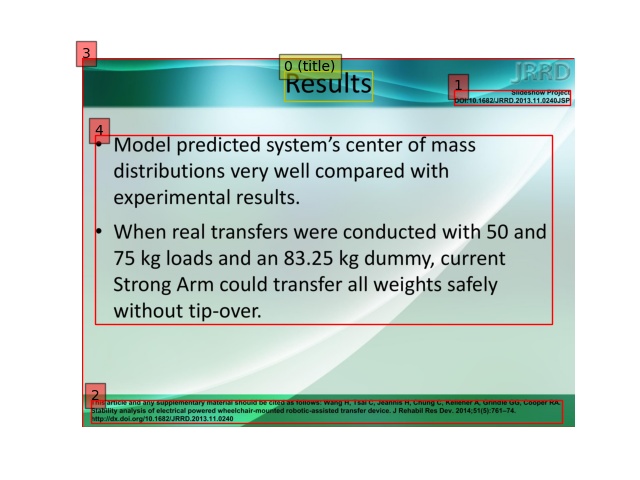 3
0 (title)
JRRD
Results
1
Slideshow Project
DOI:10.1682/JRRD.2013.11.0240JSP
4
• Model predicted system's center of mass
distributions very well compared with
experimental results.
• When real transfers were conducted with 50 and
75 kg loads and an 83.25 kg dummy, current
Strong Arm could transfer all weights safely
without tip-over.
2
This article and any supplementary material should be cited as follows: Wang H, Tsai C, Jeannis H, Chung C, Kelleher A, Grindle GG, Cooper RA.
Stability analysis of electrical powered wheelchair-mounted robotic-assisted transfer device. J Rehabil Res Dev. 2014;51(5):761–74.
http://dx.doi.org/10.1682/JRRD.2013.11.0240